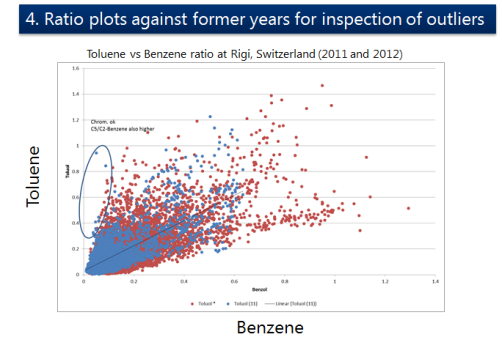 4. Ratio plots against former years for inspection of outliers
Toluene vs Benzene ratio at Rigi, Switzerland (2011 and 2012)
1.6
1.4
1.2
1
0.8
0.6
0.4
0.2
0
Chrom. ok
C5/C2-Benzene also higher
Toluene
Toluol
0
0.2
0.4
0.6
0.8
1
1.2
1.4
Benzol
Toluol *
Toluol (11)
Linear (Toluol (11))
Benzene